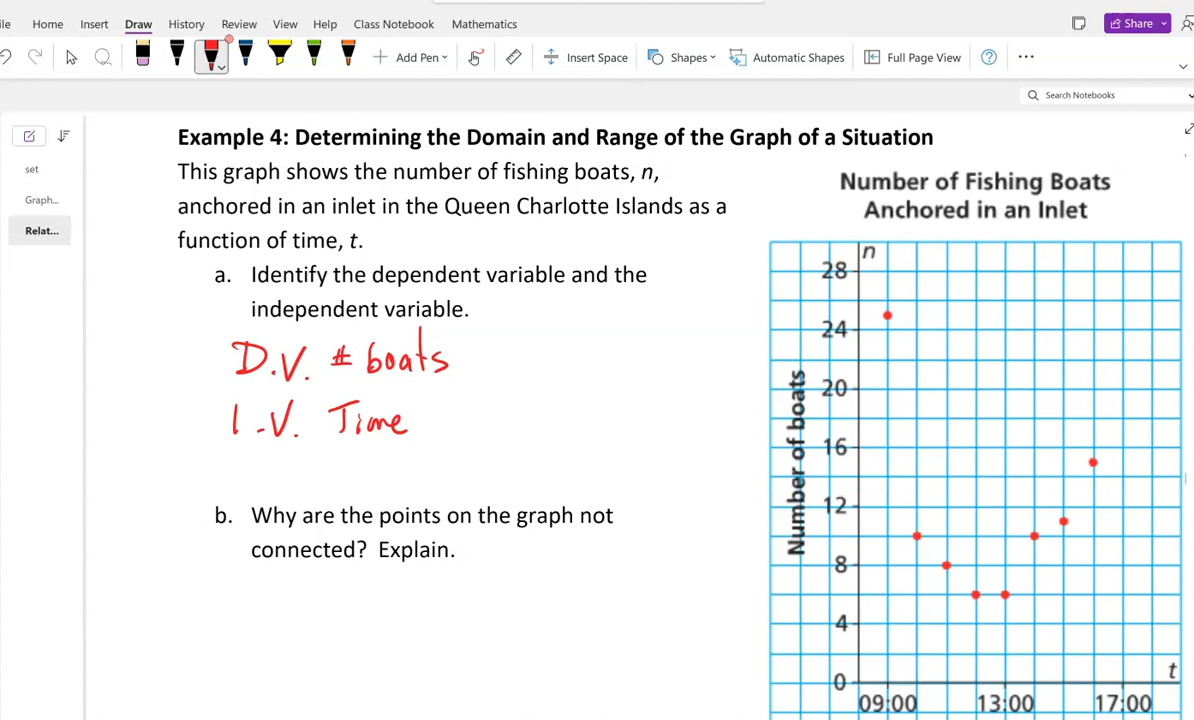 ile Home Insert Draw History Review View Help Class Notebook Mathematics Share
Add Pen Insert Space Shapes Automatic Shapes Full Page View
Search Notebooks
set
Graph...
Relat...
Example 4: Determining the Domain and Range of the Graph of a Situation
This graph shows the number of fishing boats, n,
anchored in an inlet in the Queen Charlotte Islands as a
function of time, t.
a. Identify the dependent variable and the
independent variable.
D.V. # boats
I.V. Time
b. Why are the points on the graph not
connected? Explain.
Number of Fishing Boats
Anchored in an Inlet
n
28
24
20
16
12
8
4
0
Number of boats
t
09:00 13:00 17:00